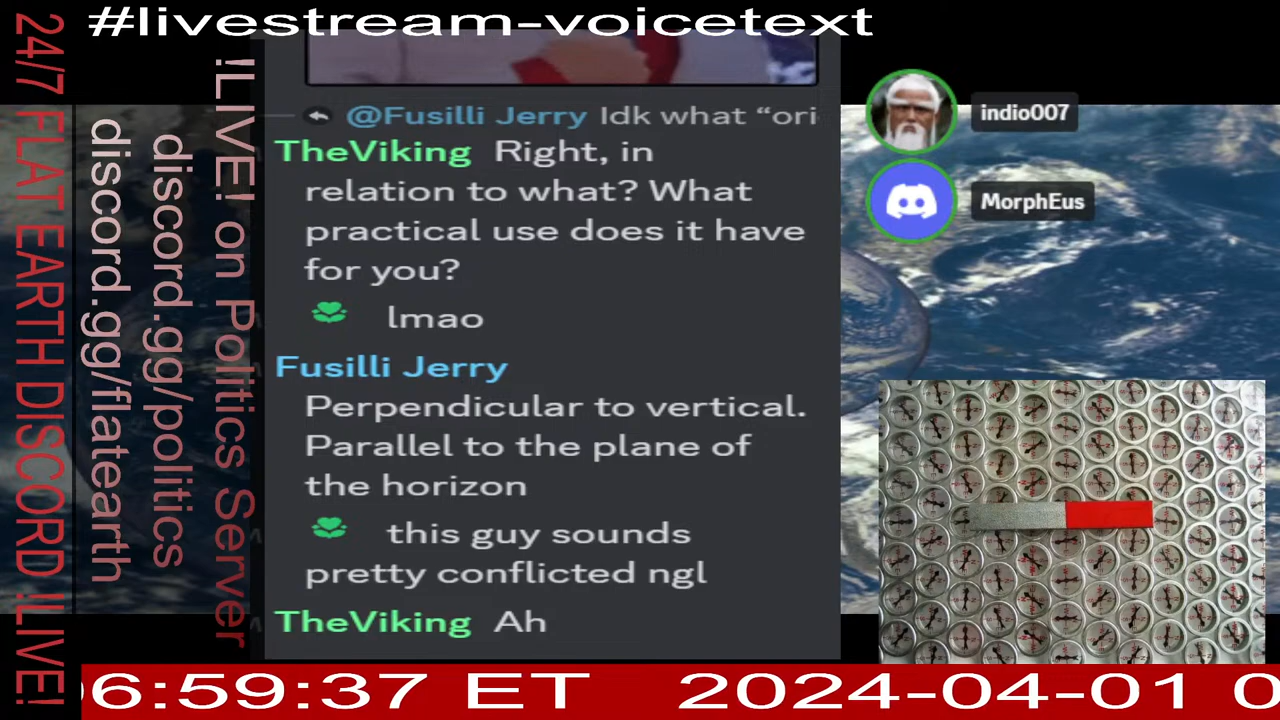 #livestream-voicetext
24/7 FLAT EARTH DISCORD !LIVE!
discord.gg/flatearth
discord.gg/politics
!LIVE! on Politics Server
@Fusilli Jerry Idk what “ori
TheViking Right, in
relation to what? What
practical use does it have
for you?
lmao
Fusilli Jerry
Perpendicular to vertical.
Parallel to the plane of
the horizon
this guy sounds
pretty conflicted ngl
TheViking Ah
indio007
MorphEus
6:59:37 ET 2024-04-01 0